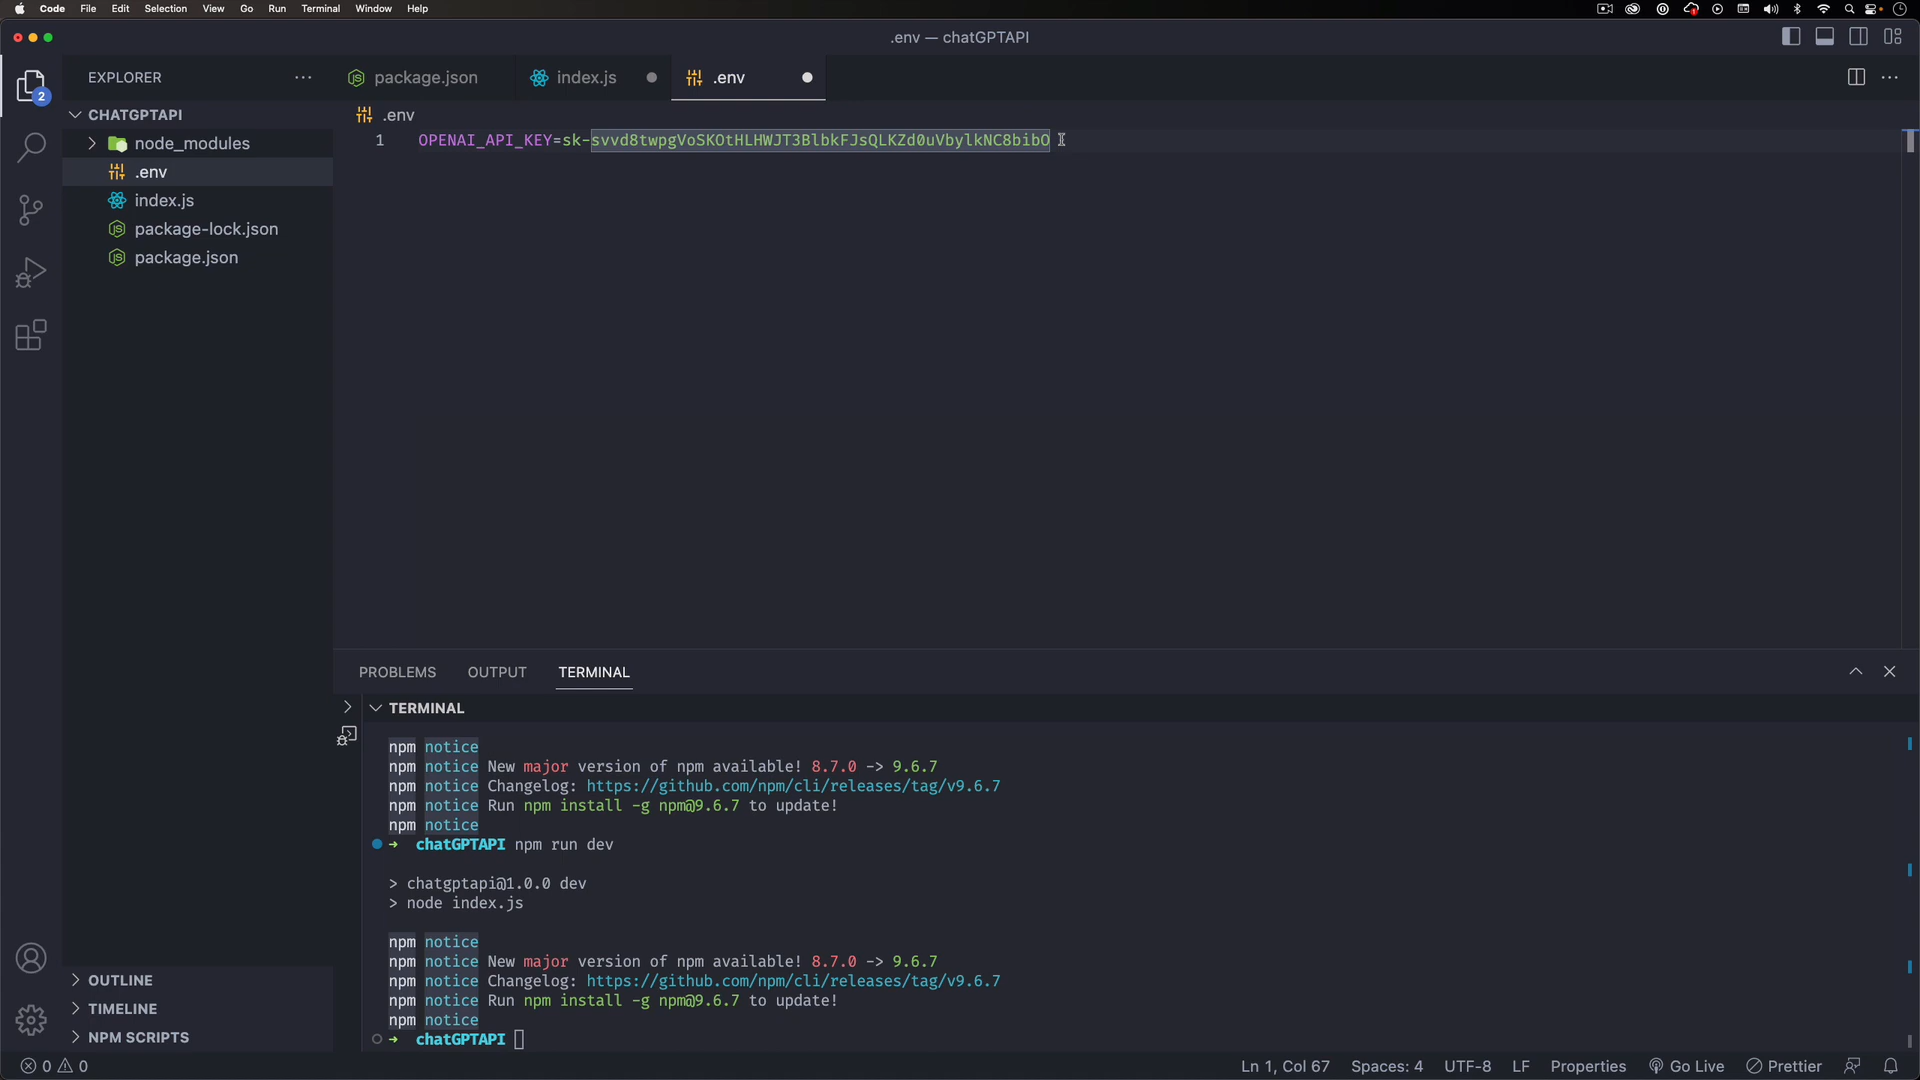 Code File Edit Selection View Go Run Terminal Window Help
.env — chatGPTAPI
EXPLORER
package.json
index.js
.env
2
CHATGPTAPI
node_modules
.env
index.js
package-lock.json
package.json
.env
1 OPENAI_API_KEY=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
PROBLEMS OUTPUT TERMINAL
TERMINAL
npm notice
npm notice New major version of npm available! 8.7.0 -> 9.6.7
npm notice Changelog: https://github.com/npm/cli/releases/tag/v9.6.7
npm notice Run npm install -g npm@9.6.7 to update!
npm notice
→ chatGPTAPI npm run dev
> chatgptapi@1.0.0 dev
> node index.js
npm notice
npm notice New major version of npm available! 8.7.0 -> 9.6.7
npm notice Changelog: https://github.com/npm/cli/releases/tag/v9.6.7
npm notice Run npm install -g npm@9.6.7 to update!
npm notice
→ chatGPTAPI
OUTLINE
TIMELINE
NPM SCRIPTS
0 0
Ln 1, Col 67 Spaces: 4 UTF-8 LF Properties Go Live Prettier